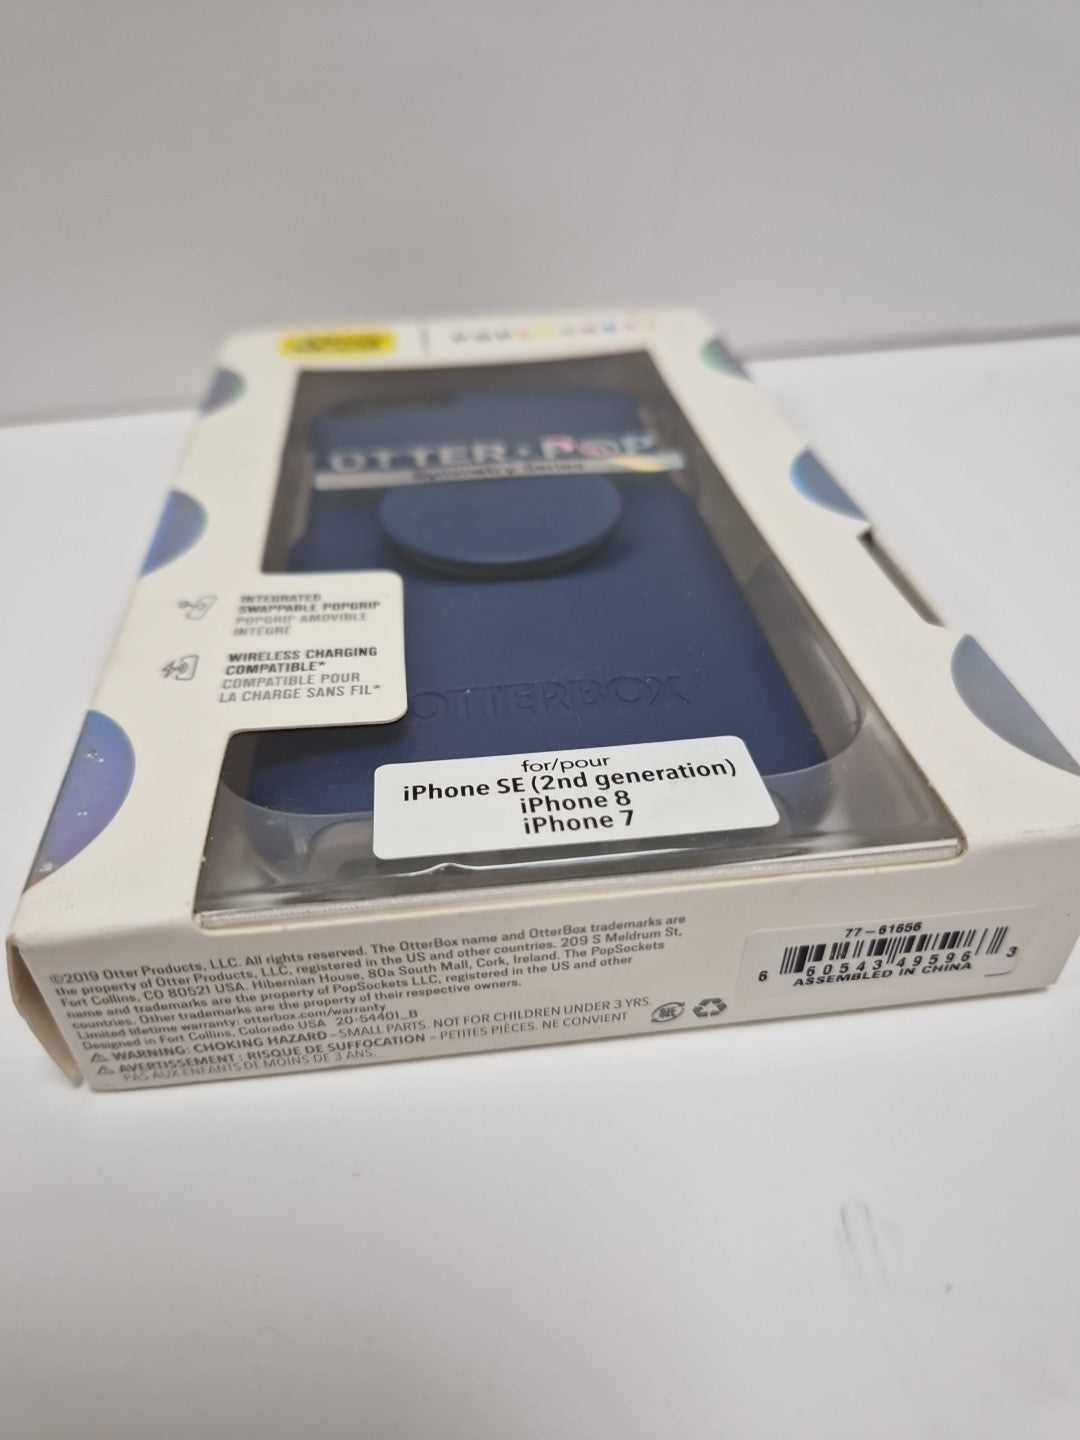 OTTER + POP
Symmetry Series
INTEGRATED
SWAPPABLE POPGRIP
POPGRIP AMOVIBLE
INTÉGRÉ
WIRELESS CHARGING
COMPATIBLE*
COMPATIBLE POUR
LA CHARGE SANS FIL*
OTTERBOX
for/pour
iPhone SE (2nd generation)
iPhone 8
iPhone 7
©2019 Otter Products, LLC. All rights reserved. The OtterBox name and OtterBox trademarks are
the property of Otter Products, LLC, registered in the US and other countries. 209 S Meldrum St,
Fort Collins, CO 80521 USA. Hibernian House, 80a South Mall, Cork, Ireland. The PopSockets
name and trademarks are the property of PopSockets LLC, registered in the US and other
countries. Other trademarks are the property of their respective owners.
Limited lifetime warranty: otterbox.com/warranty
Designed in Fort Collins, Colorado USA 20-54401_B
WARNING: CHOKING HAZARD – SMALL PARTS. NOT FOR CHILDREN UNDER 3 YRS.
AVERTISSEMENT : RISQUE DE SUFFOCATION – PETITES PIÈCES. NE CONVIENT
PAS AUX ENFANTS DE MOINS DE 3 ANS.
紙
77-61656
6 60543 49596 3
ASSEMBLED IN CHINA